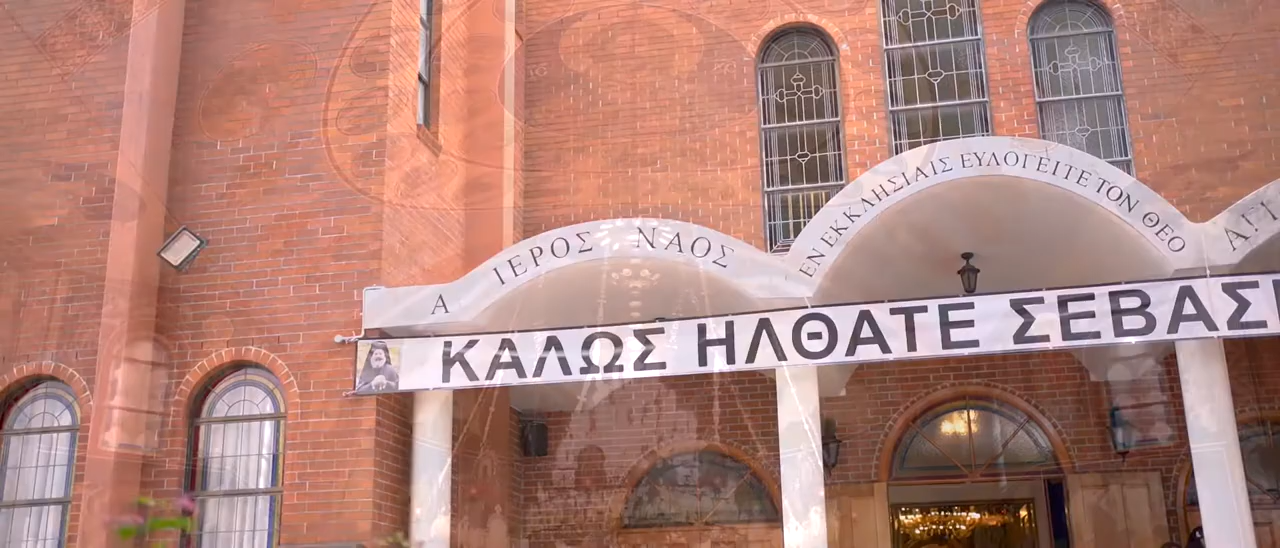 Α ΙΕΡΟΣ ΝΑΟΣ
ΕΝ ΕΚΚΛΗΣΙΑΙΣ ΕΥΛΟΓΕΙΤΕ ΤΟΝ ΘΕΟ
ΚΑΛΩΣ ΗΛΘΑΤΕ ΣΕΒΑΣ